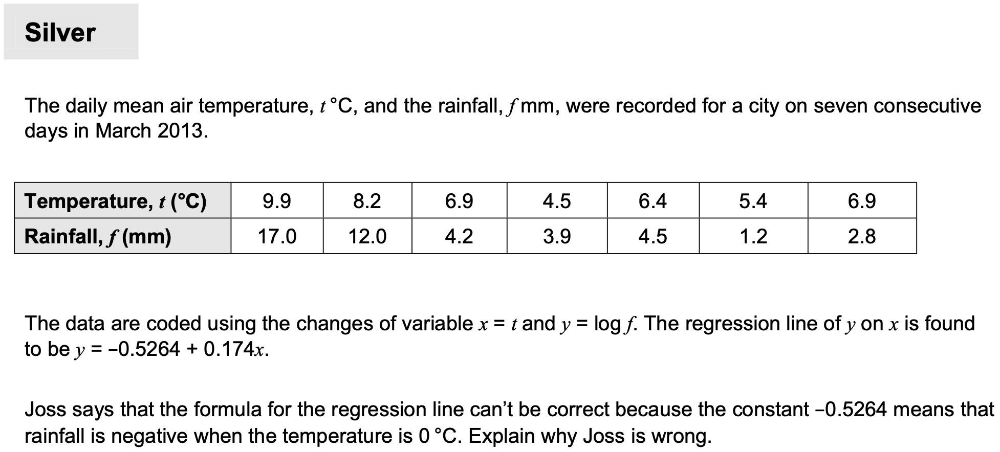 Silver
The daily mean air temperature, t °C, and the rainfall, f mm, were recorded for a city on seven consecutive
days in March 2013.
Temperature, t (°C) 9.9 8.2 6.9 4.5 6.4 5.4 6.9
Rainfall, f (mm) 17.0 12.0 4.2 3.9 4.5 1.2 2.8
The data are coded using the changes of variable x = t and y = log f. The regression line of y on x is found
to be y = −0.5264 + 0.174x.
Joss says that the formula for the regression line can’t be correct because the constant −0.5264 means that
rainfall is negative when the temperature is 0 °C. Explain why Joss is wrong.